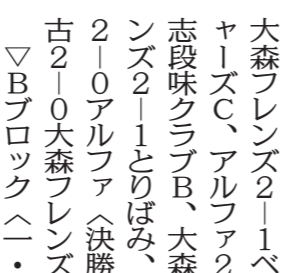 大森フレンズ2―1ベ
ャーズC、アルファ2
志段味クラブB、大森
ンズ2―1とりばみ、
2―0アルファ〈決勝
古2―0大森フレンズ
▽Bブロック〈一・